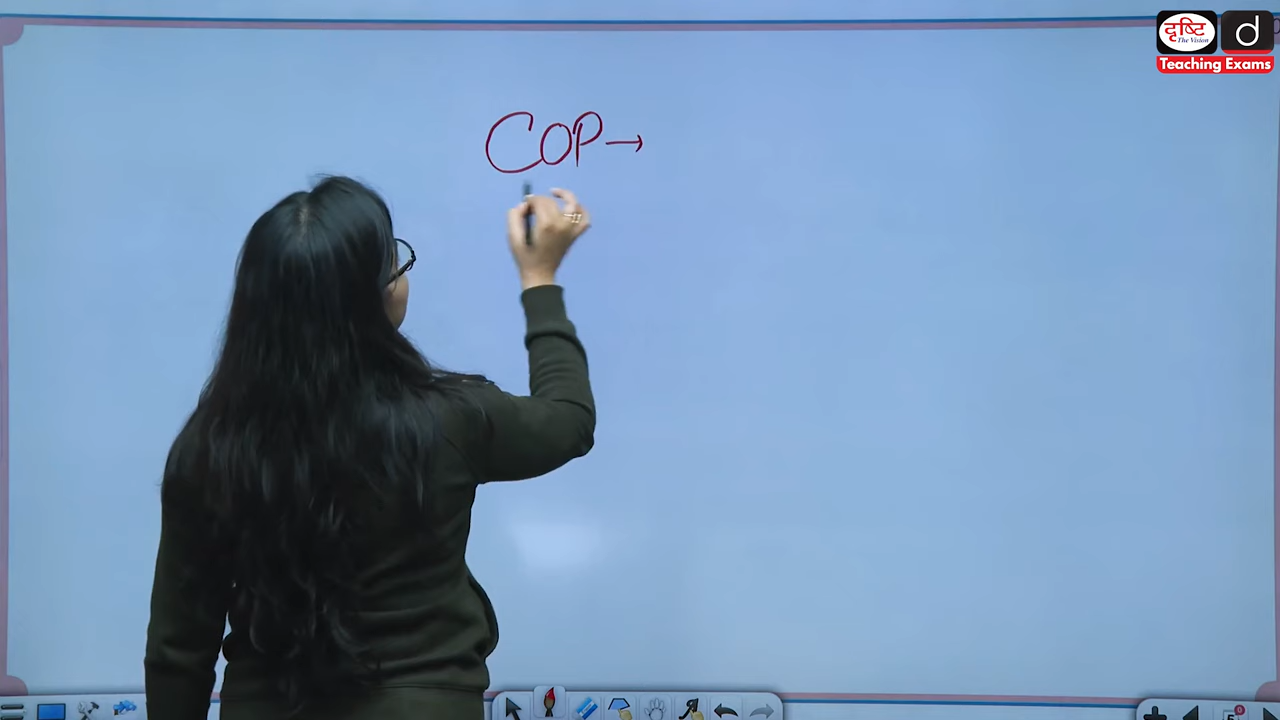 दृष्टि
The Vision
d
Teaching Exams
COP→